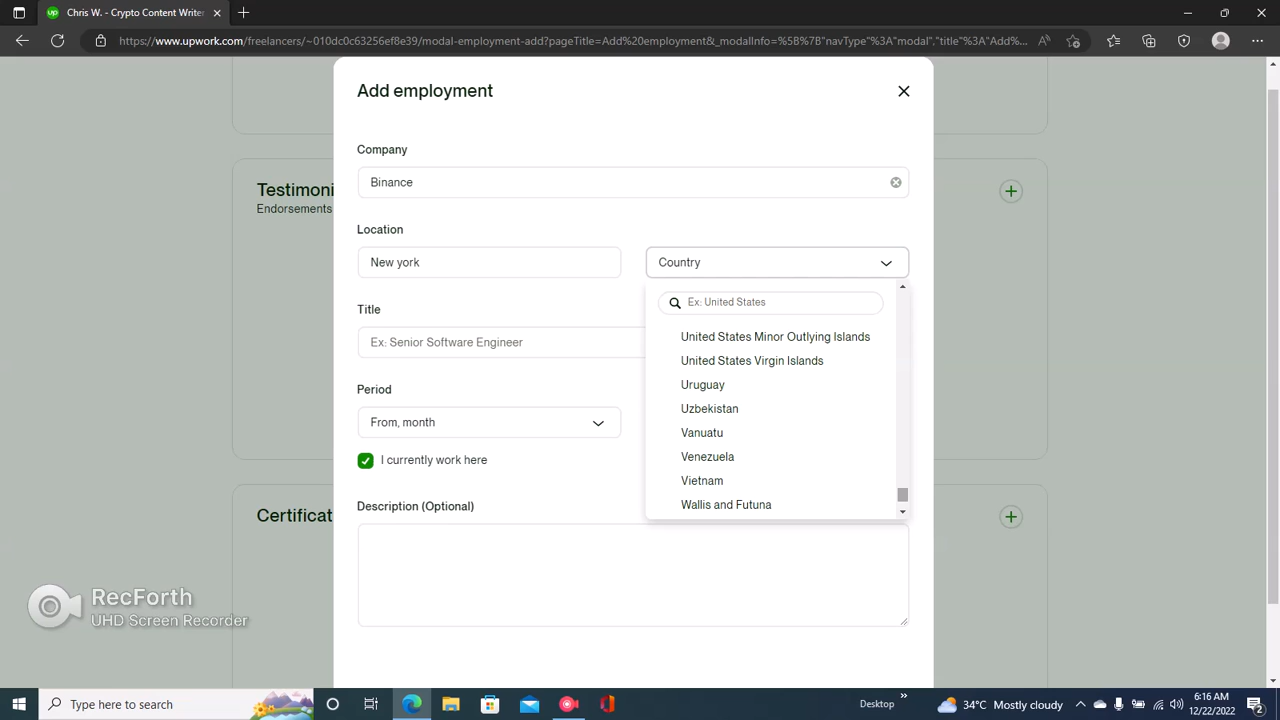 Chris W. - Crypto Content Writer
https://www.upwork.com/freelancers/~010dc0c63256ef8e39/modal-employment-add?pageTitle=Add%20employment&_modalInfo=%5B%7B"navType"%3A"modal","title"%3A"Add%...
Add employment
Company
Binance
Testimoni
Endorsements
Location
New york
Country
Ex: United States
Title
Ex: Senior Software Engineer
United States Minor Outlying Islands
United States Virgin Islands
Uruguay
Uzbekistan
Vanuatu
Venezuela
Vietnam
Wallis and Futuna
Period
From, month
I currently work here
Description (Optional)
Certificat
RecForth
UHD Screen Recorder
Type here to search
Desktop
34°C Mostly cloudy
6:16 AM
12/22/2022
2